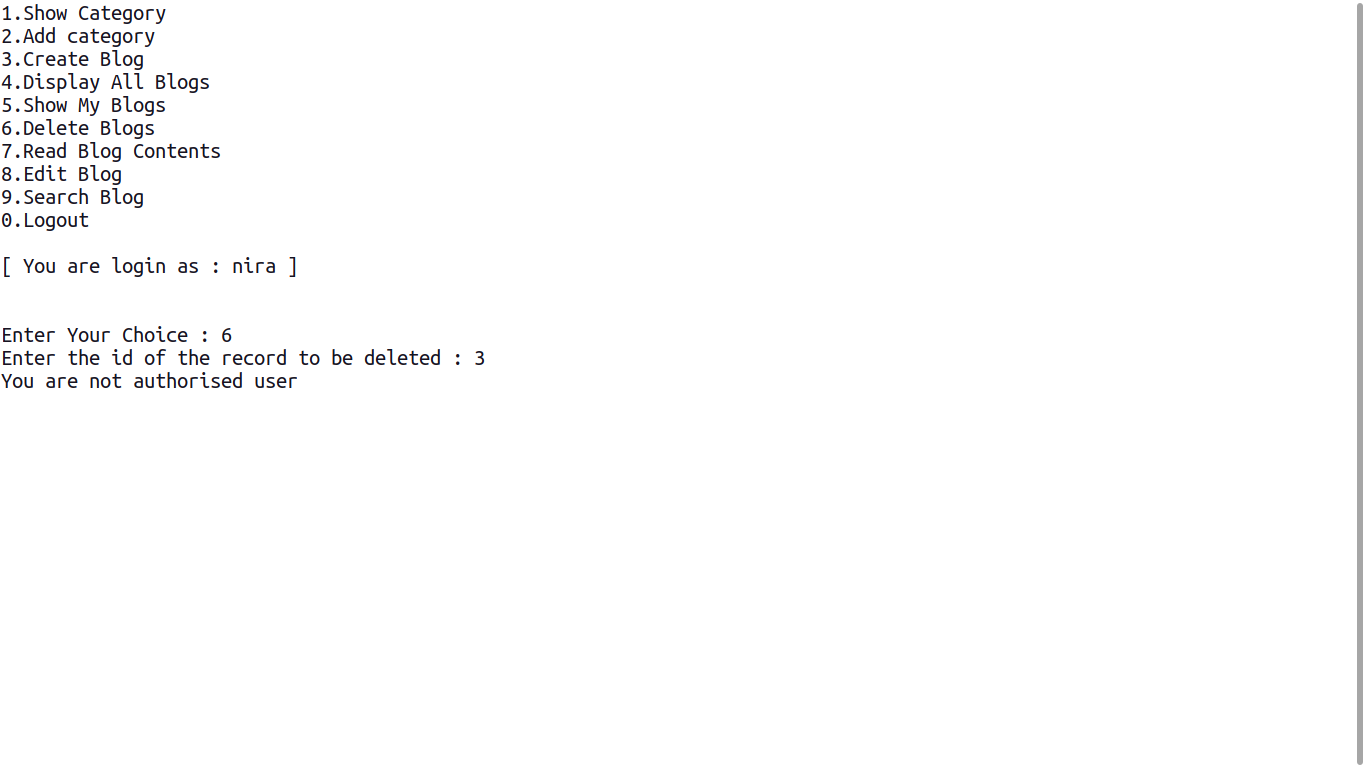 1.Show Category
2.Add category
3.Create Blog
4.Display All Blogs
5.Show My Blogs
6.Delete Blogs
7.Read Blog Contents
8.Edit Blog
9.Search Blog
0.Logout
[ You are login as : nira ]
Enter Your Choice : 6
Enter the id of the record to be deleted : 3
You are not authorised user